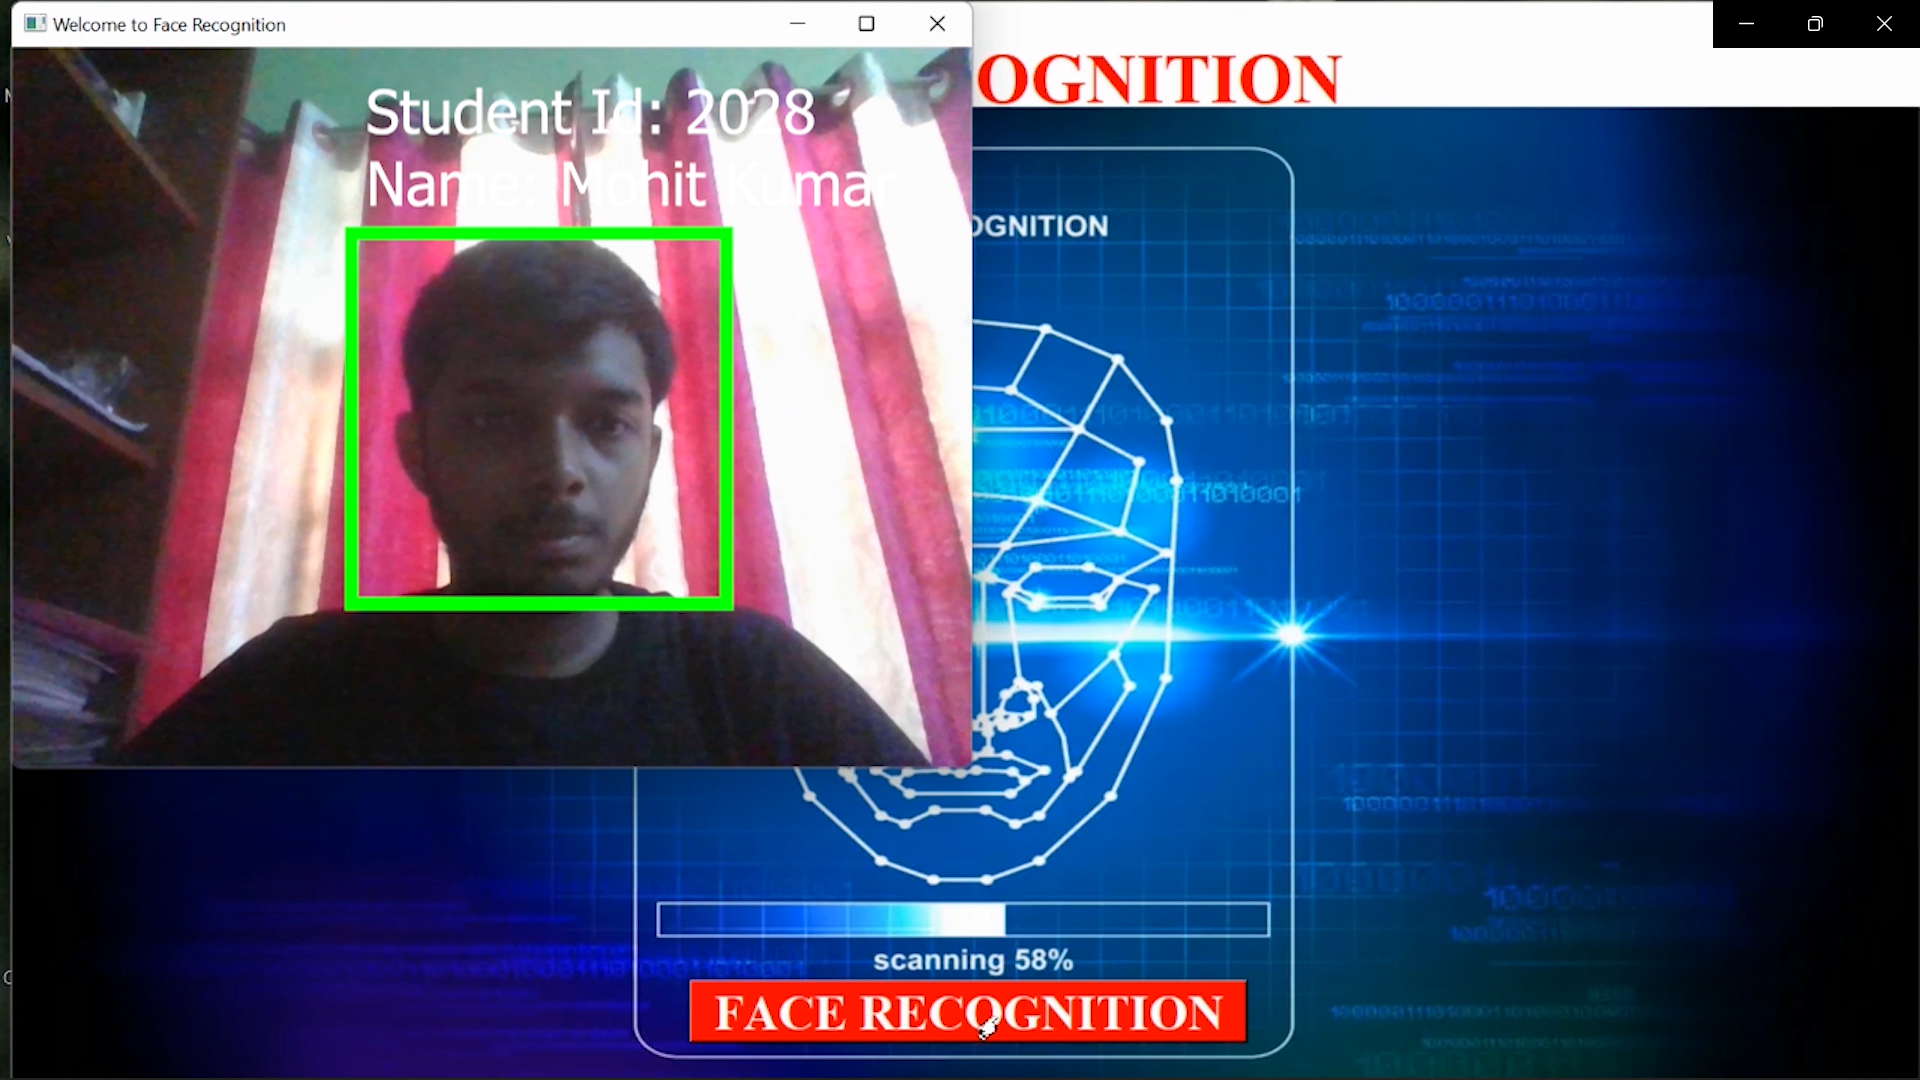 Welcome to Face Recognition
OGNITION
Student Id: 2028
Name: Mohit Kumar
OGNITION
scanning 58%
FACE RECOGNITION